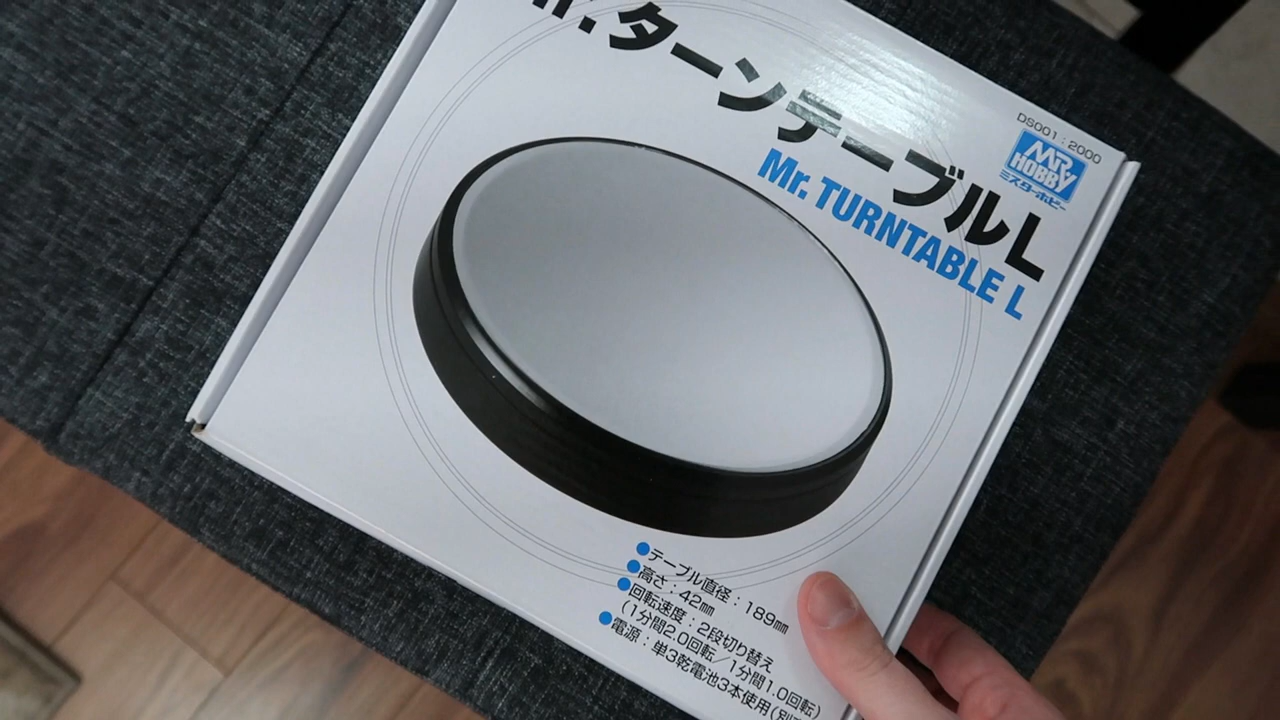 Mr.ターンテーブルL
Mr. TURNTABLE L
DS001:2000
MR HOBBY
ミスターホビー
●テーブル直径:189㎜
●高さ:42㎜
●回転速度:2段切り替え
(1分間2.0回転/1分間1.0回転)
●電源:単3乾電池3本使用(別